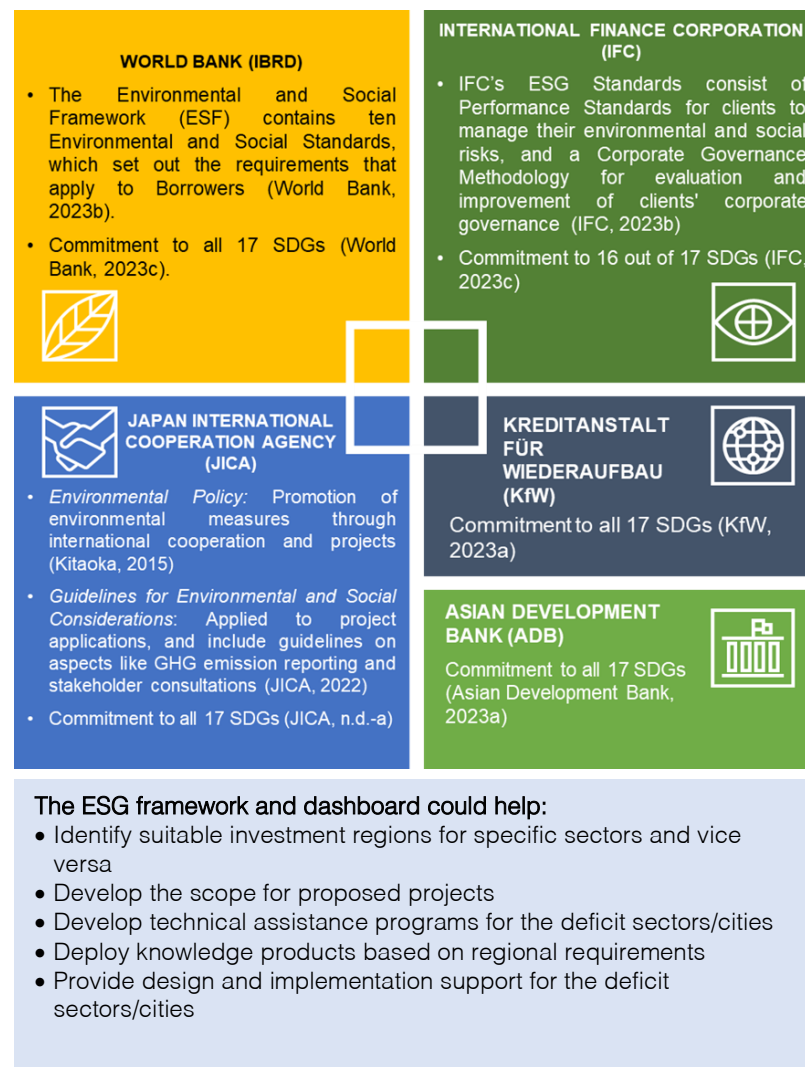 WORLD BANK (IBRD)
• The Environmental and Social
Framework (ESF) contains ten
Environmental and Social Standards,
which set out the requirements that
apply to Borrowers (World Bank,
2023b).
• Commitment to all 17 SDGs (World
Bank, 2023c).
INTERNATIONAL FINANCE CORPORATION
(IFC)
• IFC's ESG Standards consist of
Performance Standards for clients to
manage their environmental and social
risks, and a Corporate Governance
Methodology for evaluation and
improvement of clients' corporate
governance (IFC, 2023b)
• Commitment to 16 out of 17 SDGs (IFC,
2023c)
JAPAN INTERNATIONAL
COOPERATION AGENCY
(JICA)
• Environmental Policy: Promotion of
environmental measures through
international cooperation and projects
(Kitaoka, 2015)
• Guidelines for Environmental and Social
Considerations: Applied to project
applications, and include guidelines on
aspects like GHG emission reporting and
stakeholder consultations (JICA, 2022)
• Commitment to all 17 SDGs (JICA, n.d.-a)
KREDITANSTALT
FÜR
WIEDERAUFBAU
(KfW)
Commitment to all 17 SDGs (KfW,
2023a)
ASIAN DEVELOPMENT
BANK (ADB)
Commitment to all 17 SDGs
(Asian Development Bank,
2023a)
The ESG framework and dashboard could help:
• Identify suitable investment regions for specific sectors and vice
versa
• Develop the scope for proposed projects
• Develop technical assistance programs for the deficit sectors/cities
• Deploy knowledge products based on regional requirements
• Provide design and implementation support for the deficit
sectors/cities